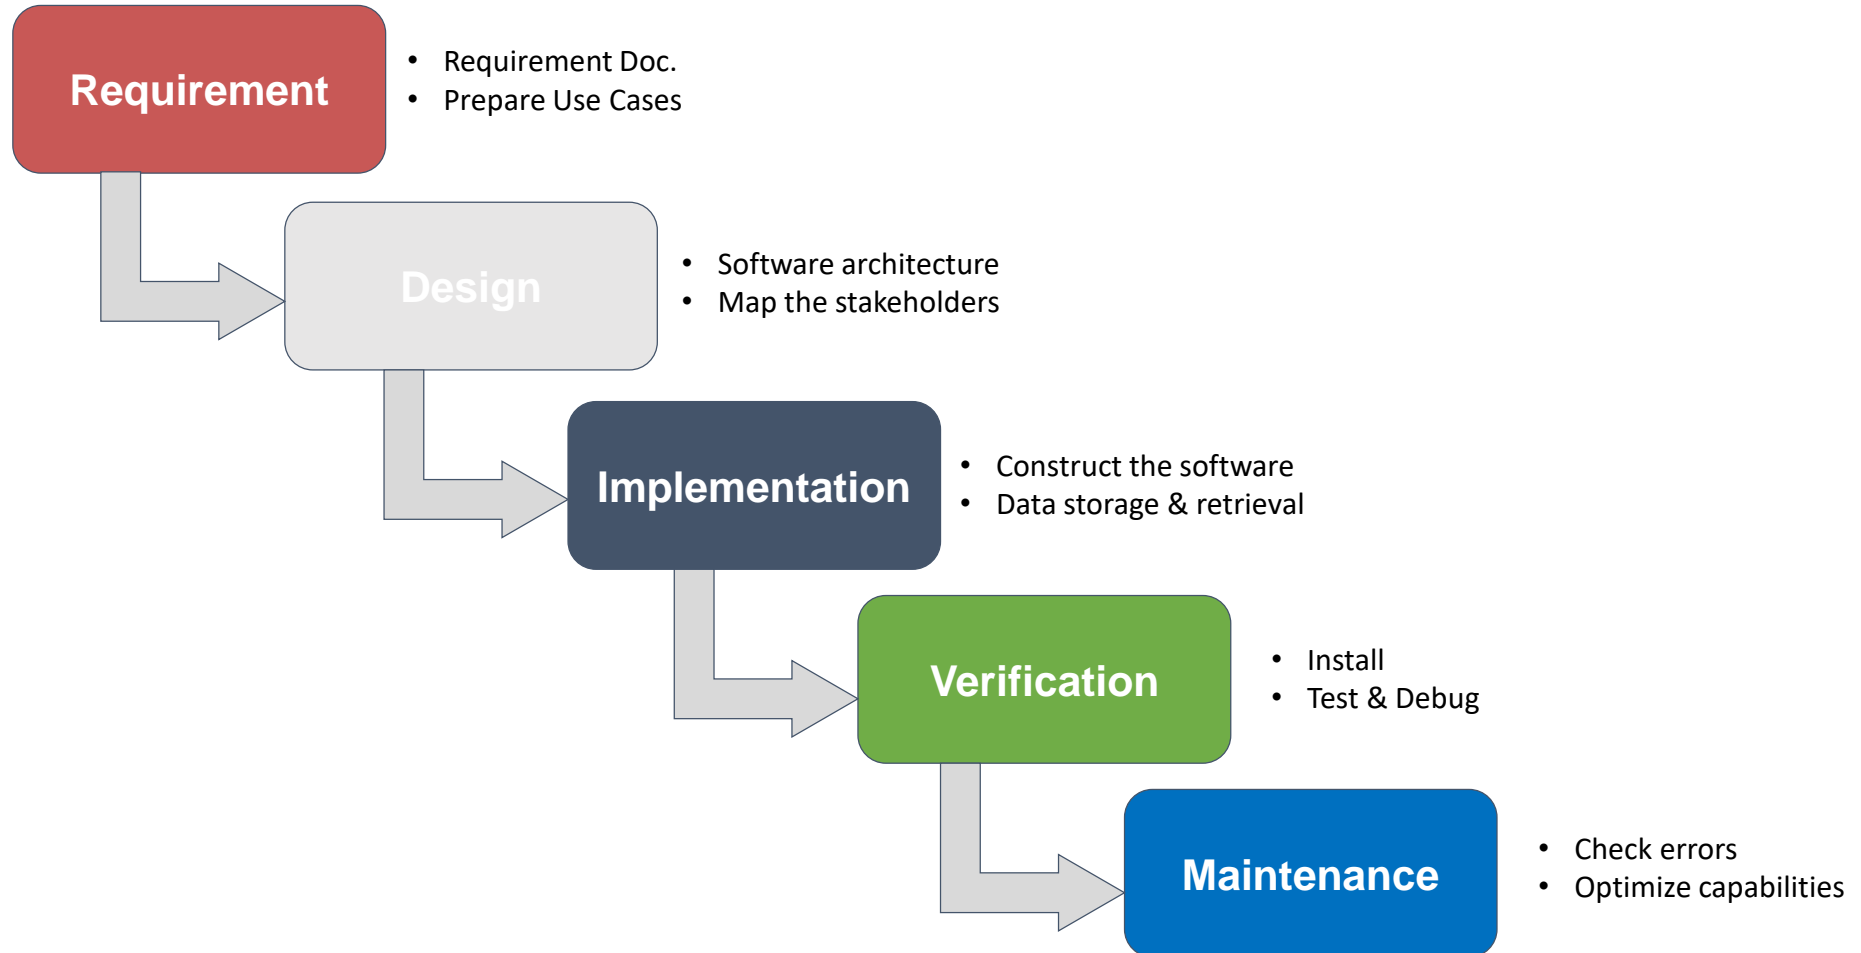 Requirement
• Requirement Doc.
• Prepare Use Cases
Design
• Software architecture
• Map the stakeholders
Implementation
• Construct the software
• Data storage & retrieval
Verification
• Install
• Test & Debug
Maintenance
• Check errors
• Optimize capabilities